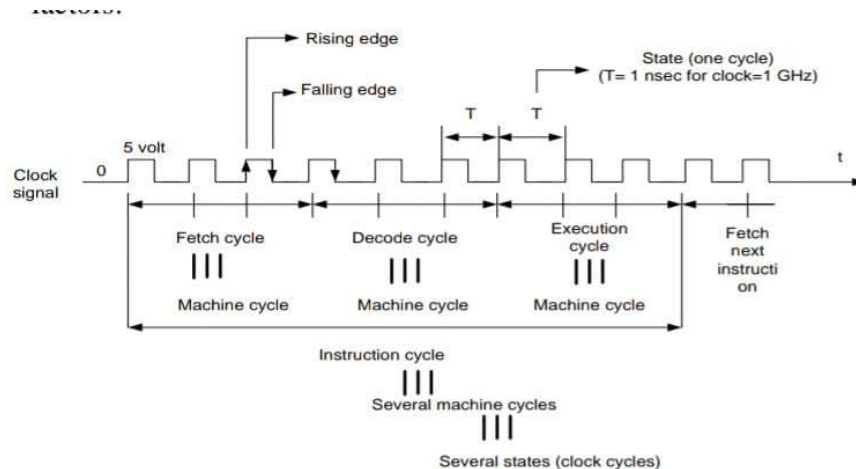 factors.
Rising edge
State (one cycle)
(T= 1 nsec for clock=1 GHz)
Falling edge
T T
5 volt
0
t
Clock
signal
Fetch cycle
Decode cycle
Execution
cycle
Fetch
next
instructi
on
Machine cycle
Machine cycle
Machine cycle
Instruction cycle
Several machine cycles
Several states (clock cycles)